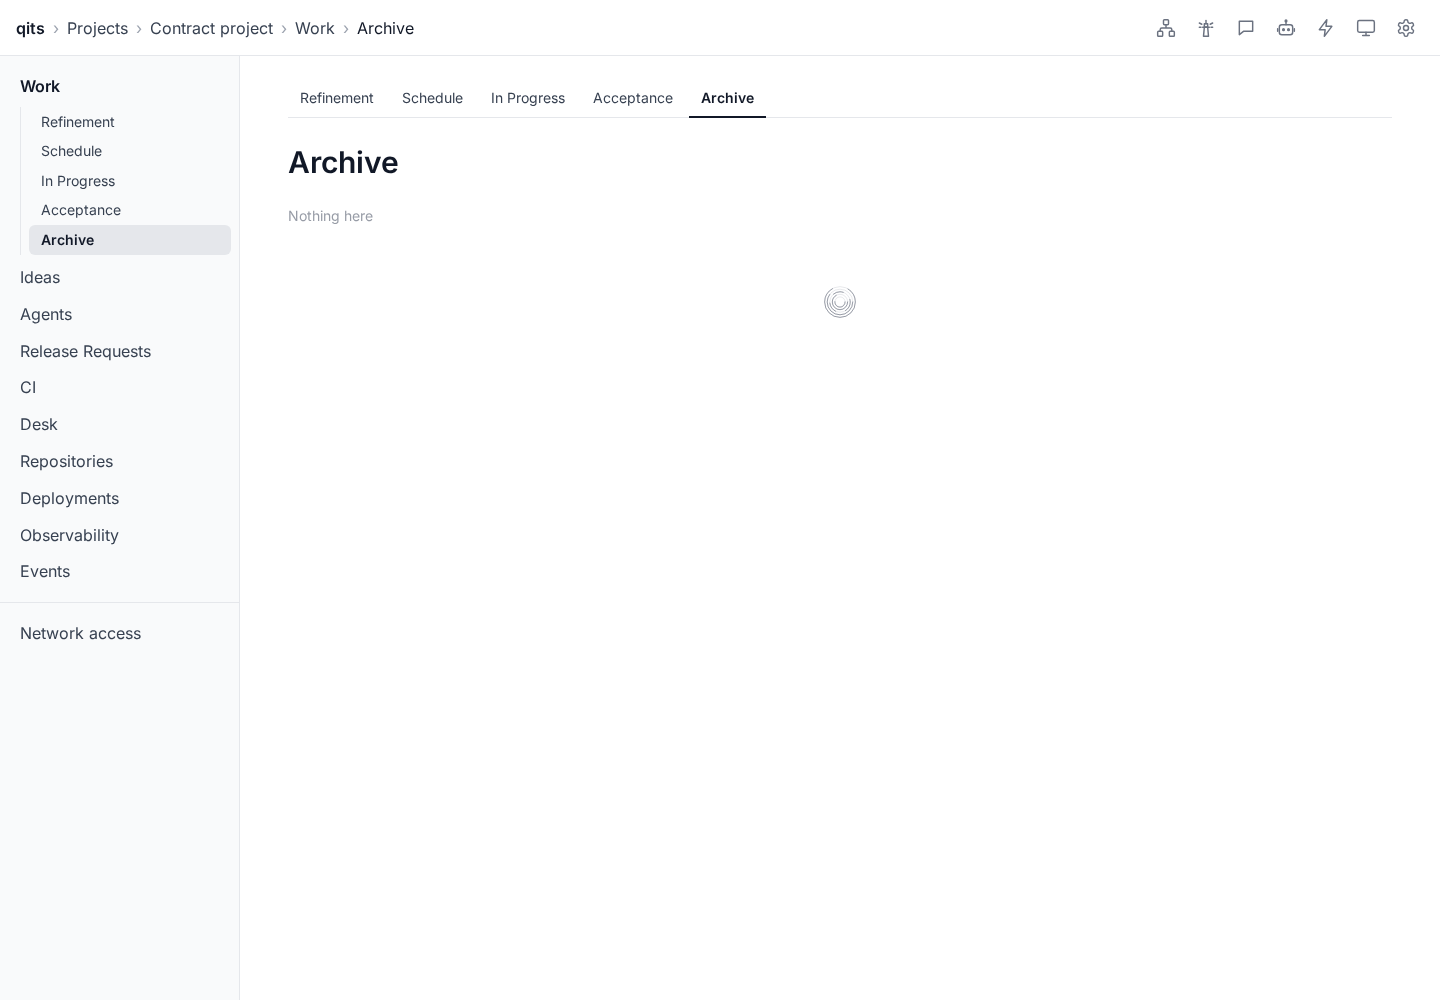 qits › Projects › Contract project › Work › Archive
Work
Refinement
Schedule
In Progress
Acceptance
Archive
Ideas
Agents
Release Requests
CI
Desk
Repositories
Deployments
Observability
Events
Network access
Refinement Schedule In Progress Acceptance Archive
Archive
Nothing here